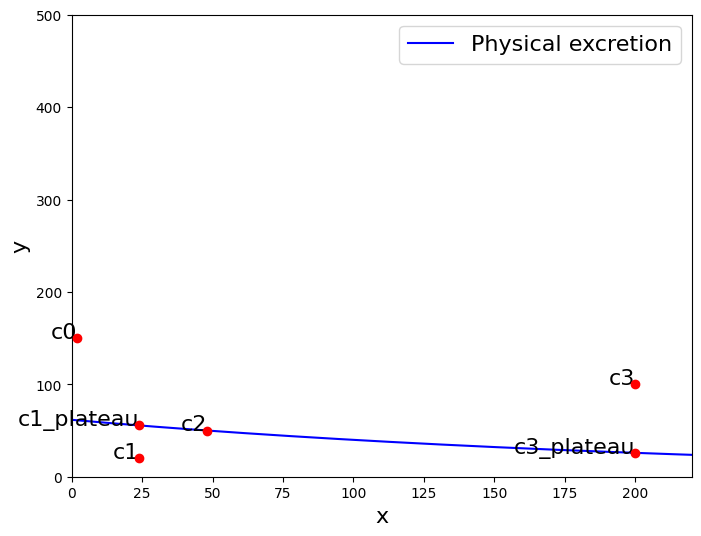 500
Physical excretion
400
300
y
200
c0
100
c3
c1_plateau
c2
c3_plateau
c1
0
0 25 50 75 100 125 150 175 200
x